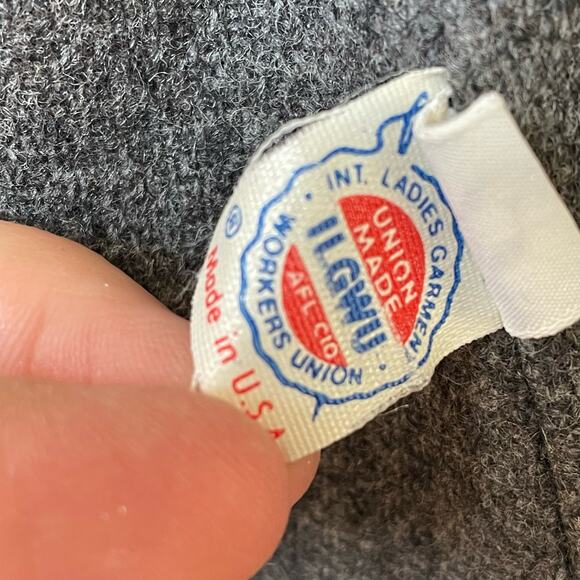 INT. LADIES GARMEN
WORKERS UNION
UNION
MADE
ILGWU
AFL-CIO
®
Made in U.S.A